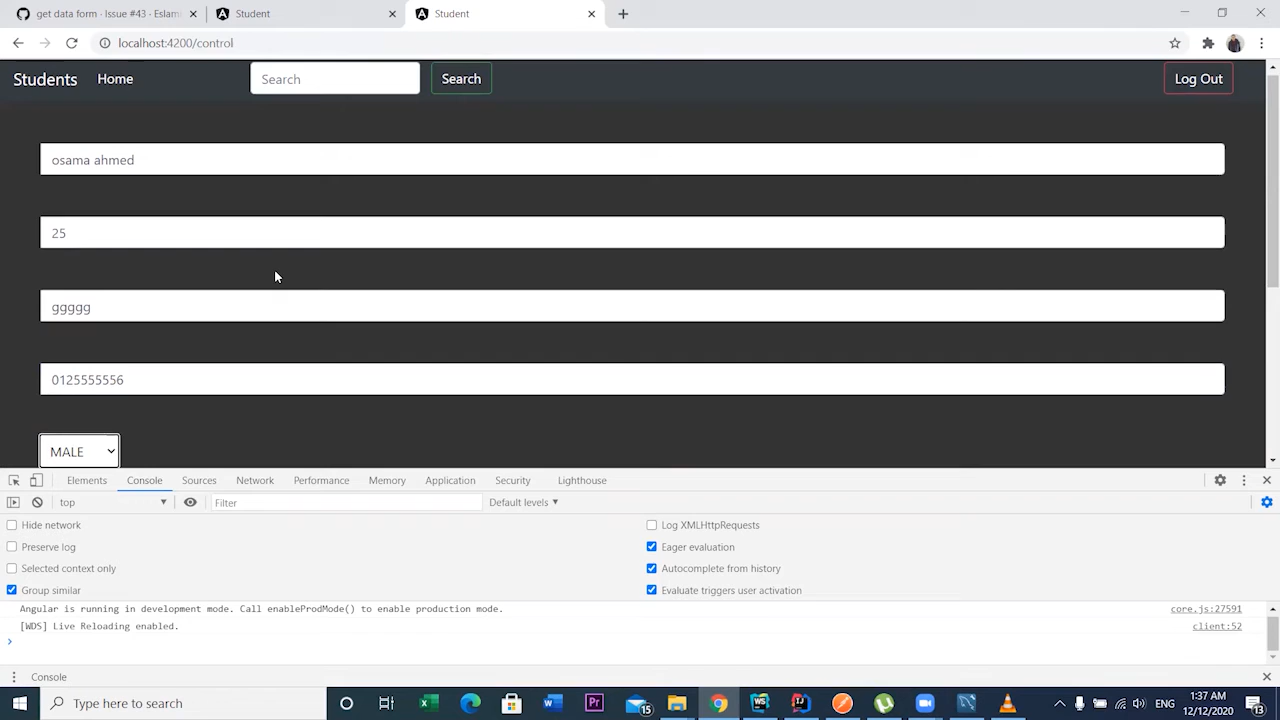 get data form · Issue #43 · Eslam
Student
Student
localhost:4200/control
Students
Home
Search
Search
Log Out
osama ahmed
25
ggggg
0125555556
MALE
Elements
Console
Sources
Network
Performance
Memory
Application
Security
Lighthouse
top
Filter
Default levels
Hide network
Log XMLHttpRequests
Preserve log
Eager evaluation
Selected context only
Autocomplete from history
Group similar
Evaluate triggers user activation
Angular is running in development mode. Call enableProdMode() to enable production mode.
core.js:27591
[WDS] Live Reloading enabled.
client:52
Console
Type here to search
15
1:37 AM
ENG
12/12/2020
13